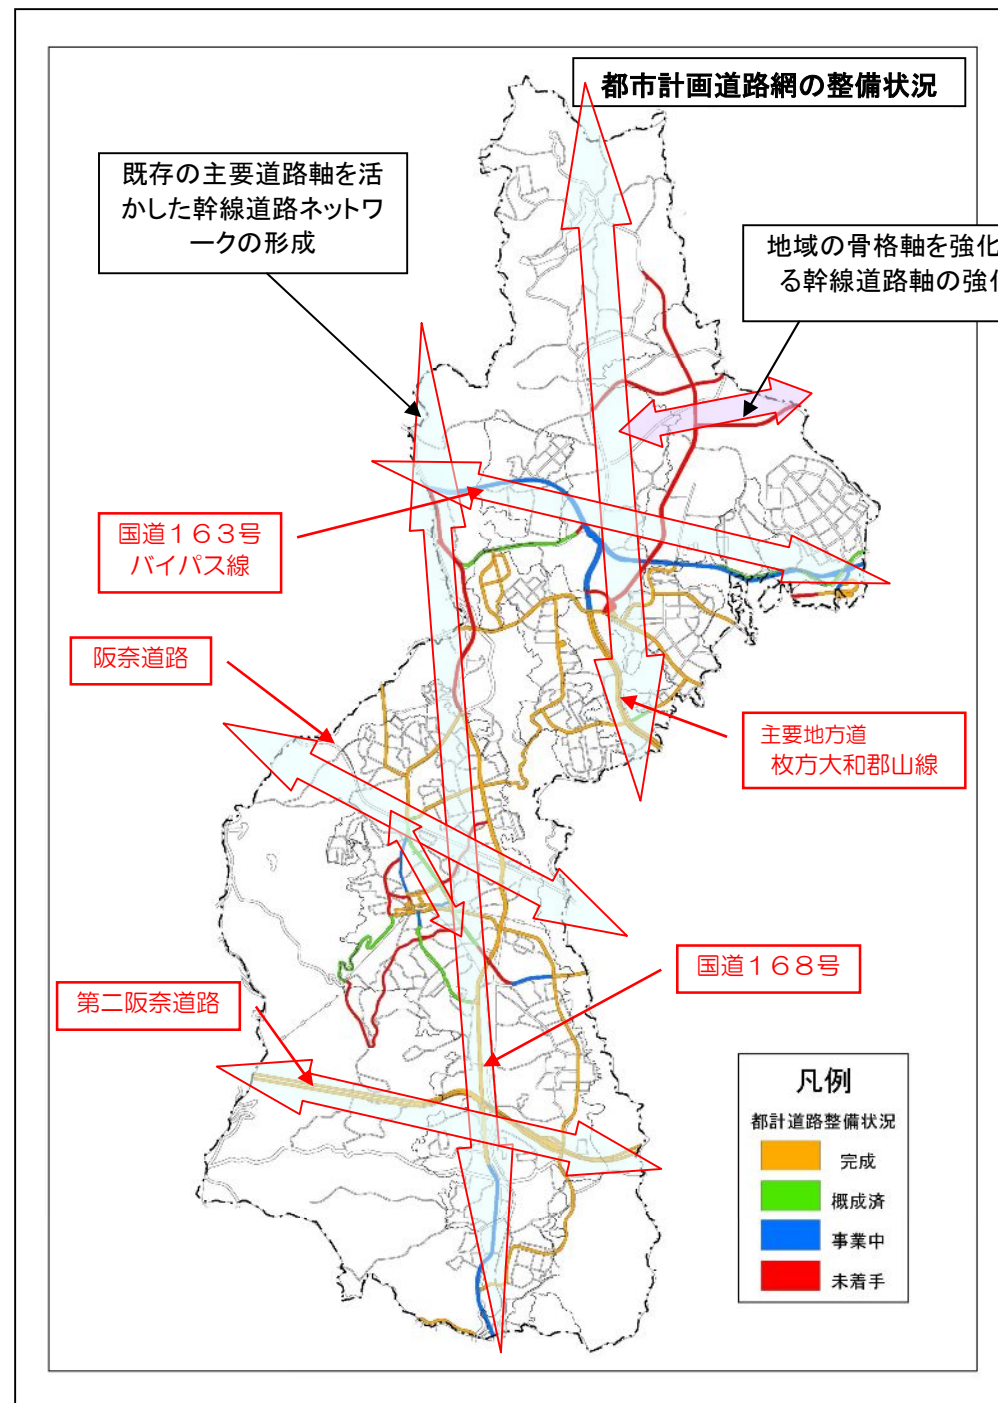 都市計画道路網の整備状況
既存の主要道路軸を活
かした幹線道路ネットワ
ークの形成
地域の骨格軸を強化
る幹線道路軸の強
国道１６３号
バイパス線
阪奈道路
主要地方道
枚方大和郡山線
国道１６８号
第二阪奈道路
凡例
都計道路整備状況
完成
概成済
事業中
未着手